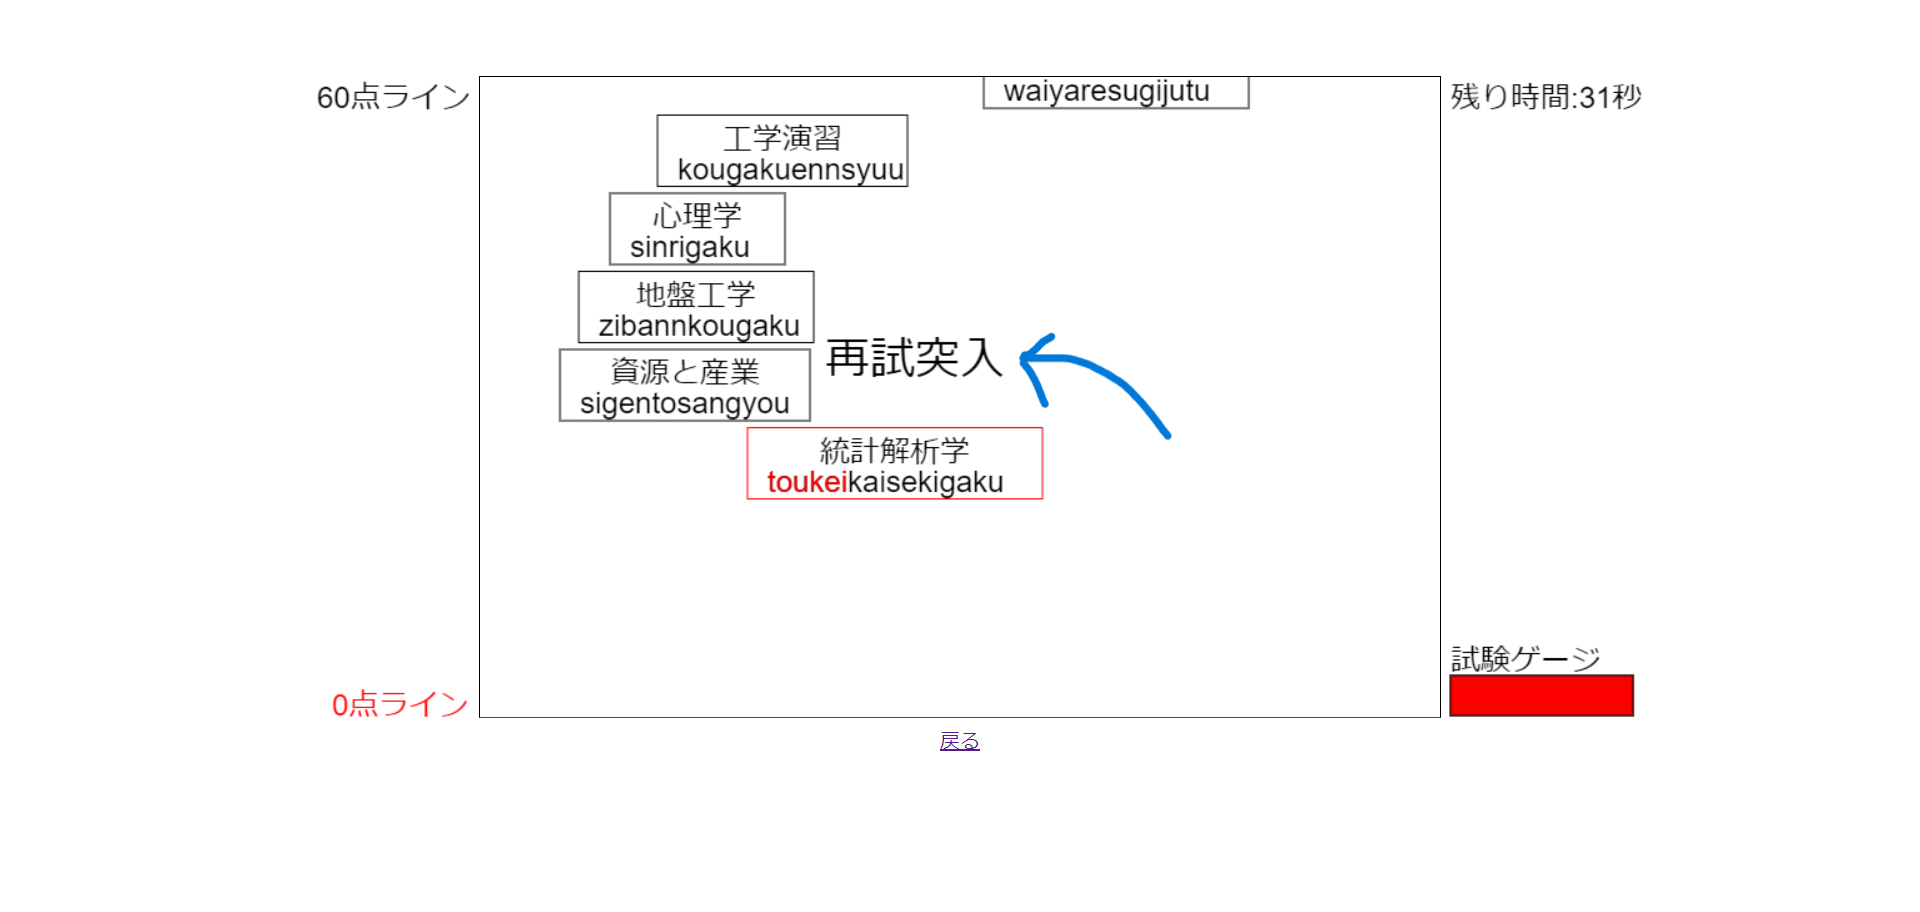 60点ライン
waiyaresugijutu
残り時間:31秒
工学演習
kougakuennsyuu
心理学
sinrigaku
地盤工学
zibannkougaku
再試突入
資源と産業
sigentosangyou
統計解析学
toukeikaisekigaku
試験ゲージ
0点ライン
戻る